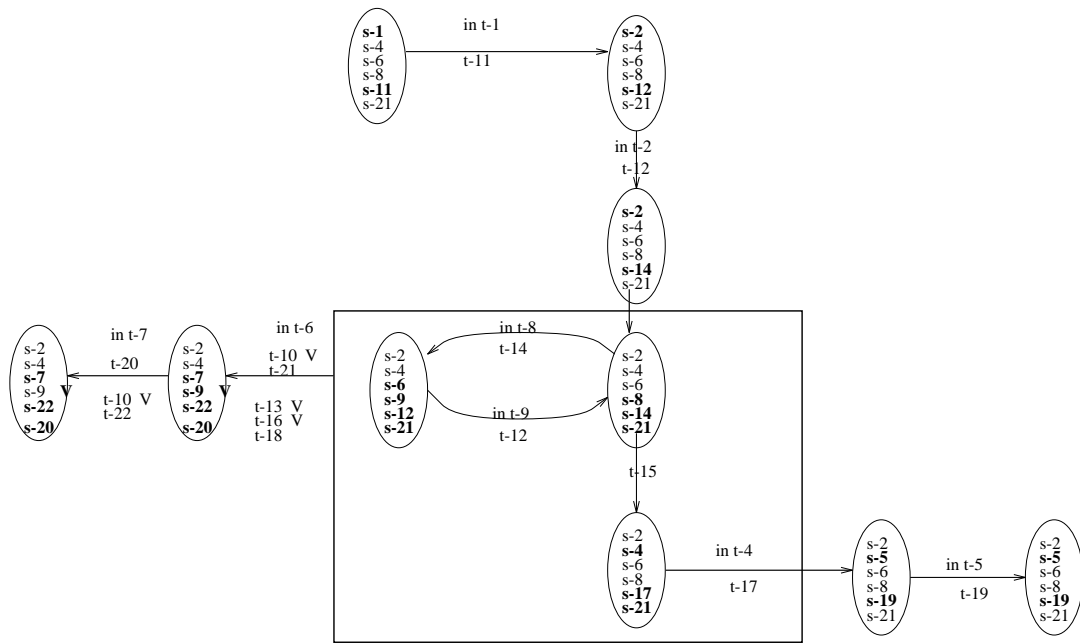 s-1
s-4
s-6
s-8
s-11
s-21
in t-1
t-11
s-2
s-4
s-6
s-8
s-12
s-21
in t-2
t-12
s-2
s-4
s-6
s-8
s-14
s-21
s-2
s-4
s-7
s-9 V
s-22
s-20
in t-7
t-20
t-10 V
t-22
s-2
s-4
s-7
s-9 V
s-22
s-20
in t-6
t-10 V
t-21
t-13 V
t-16 V
t-18
s-2
s-4
s-6
s-9
s-12
s-21
in t-8
t-14
in t-9
t-12
s-2
s-4
s-6
s-8
s-14
s-21
t-15
s-2
s-4
s-6
s-8
s-17
s-21
in t-4
t-17
s-2
s-5
s-6
s-8
s-19
s-21
in t-5
t-19
s-2
s-5
s-6
s-8
s-19
s-21